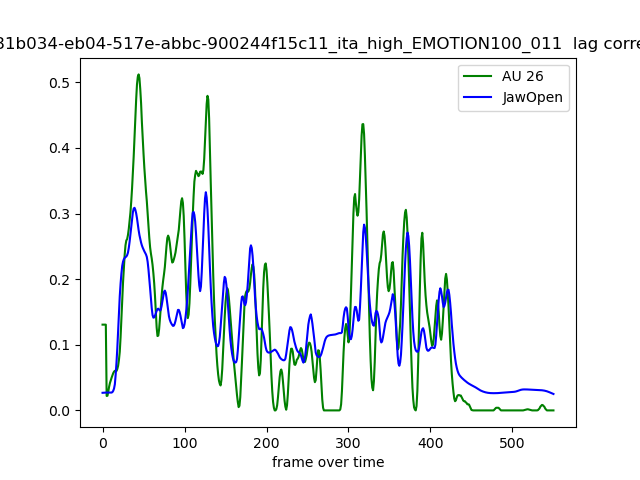 31b034-eb04-517e-abbc-900244f15c11_ita_high_EMOTION100_011 lag corre
AU 26
JawOpen
0.5
0.4
0.3
0.2
0.1
0.0
0 100 200 300 400 500
frame over time